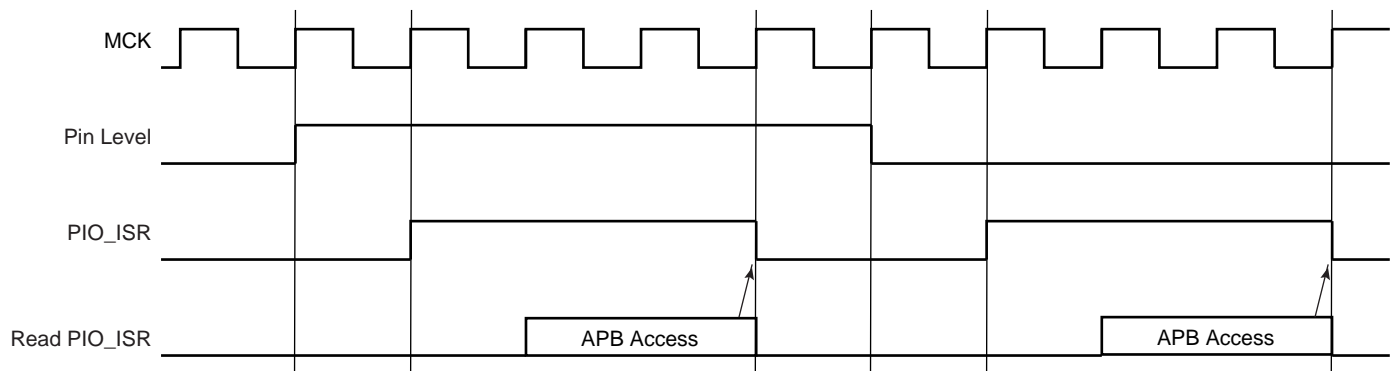 MCK
Pin Level
PIO_ISR
Read PIO_ISR
APB Access
APB Access